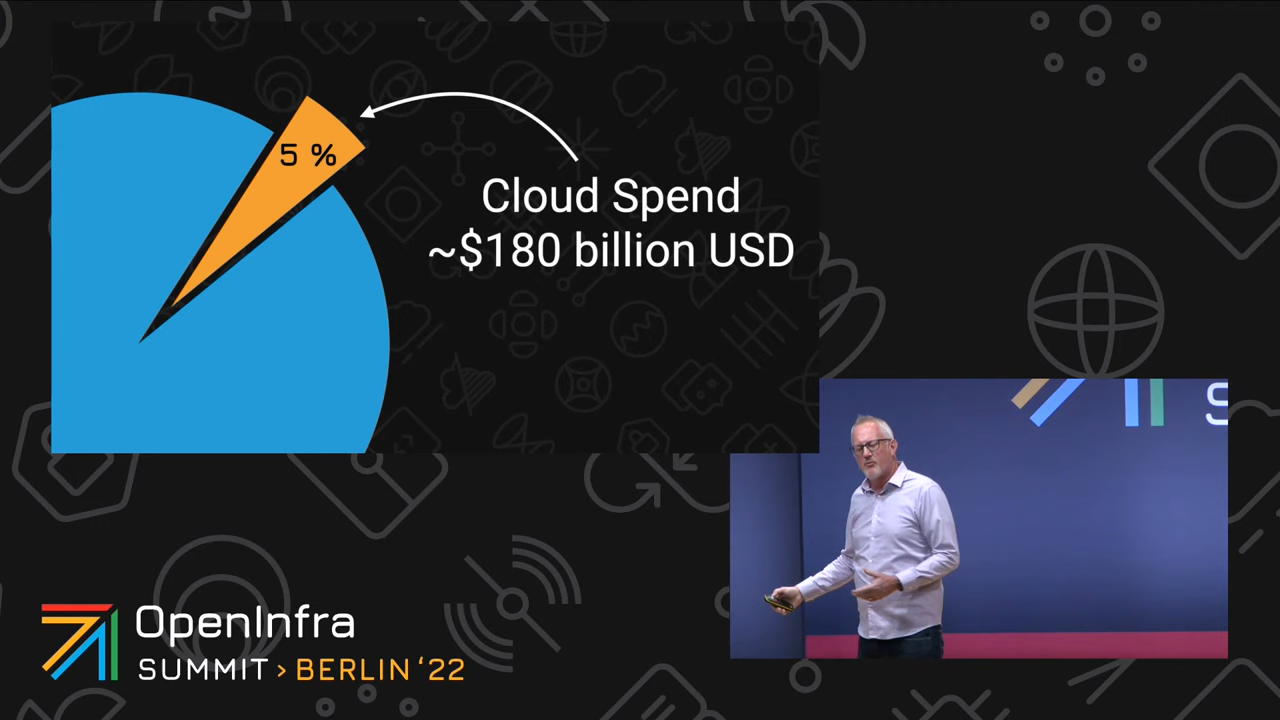 5 %
Cloud Spend
~$180 billion USD
S
OpenInfra
SUMMIT > BERLIN '22